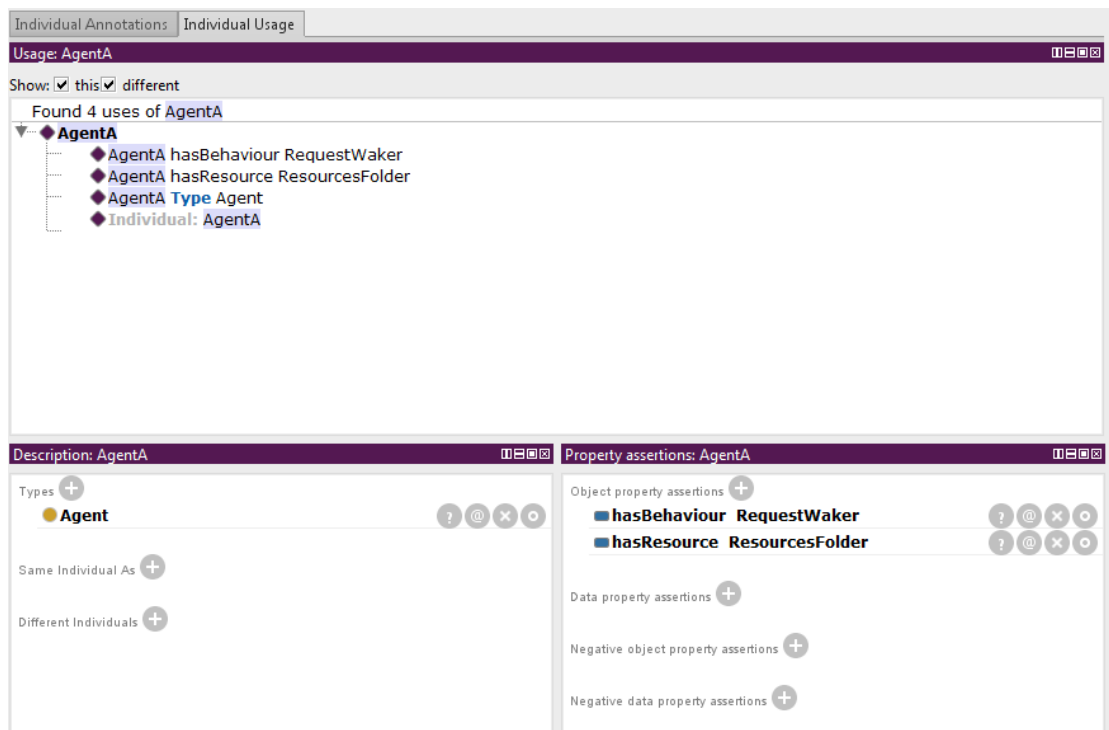 Individual Annotations Individual Usage
Usage: AgentA
Show: this different
Found 4 uses of AgentA
AgentA
AgentA hasBehaviour RequestWaker
AgentA hasResource ResourcesFolder
AgentA Type Agent
Individual: AgentA
Description: AgentA
Types
Agent
? @
Same Individual As
Different Individuals
Property assertions: AgentA
Object property assertions
hasBehaviour RequestWaker
? @
hasResource ResourcesFolder
? @
Data property assertions
Negative object property assertions
Negative data property assertions